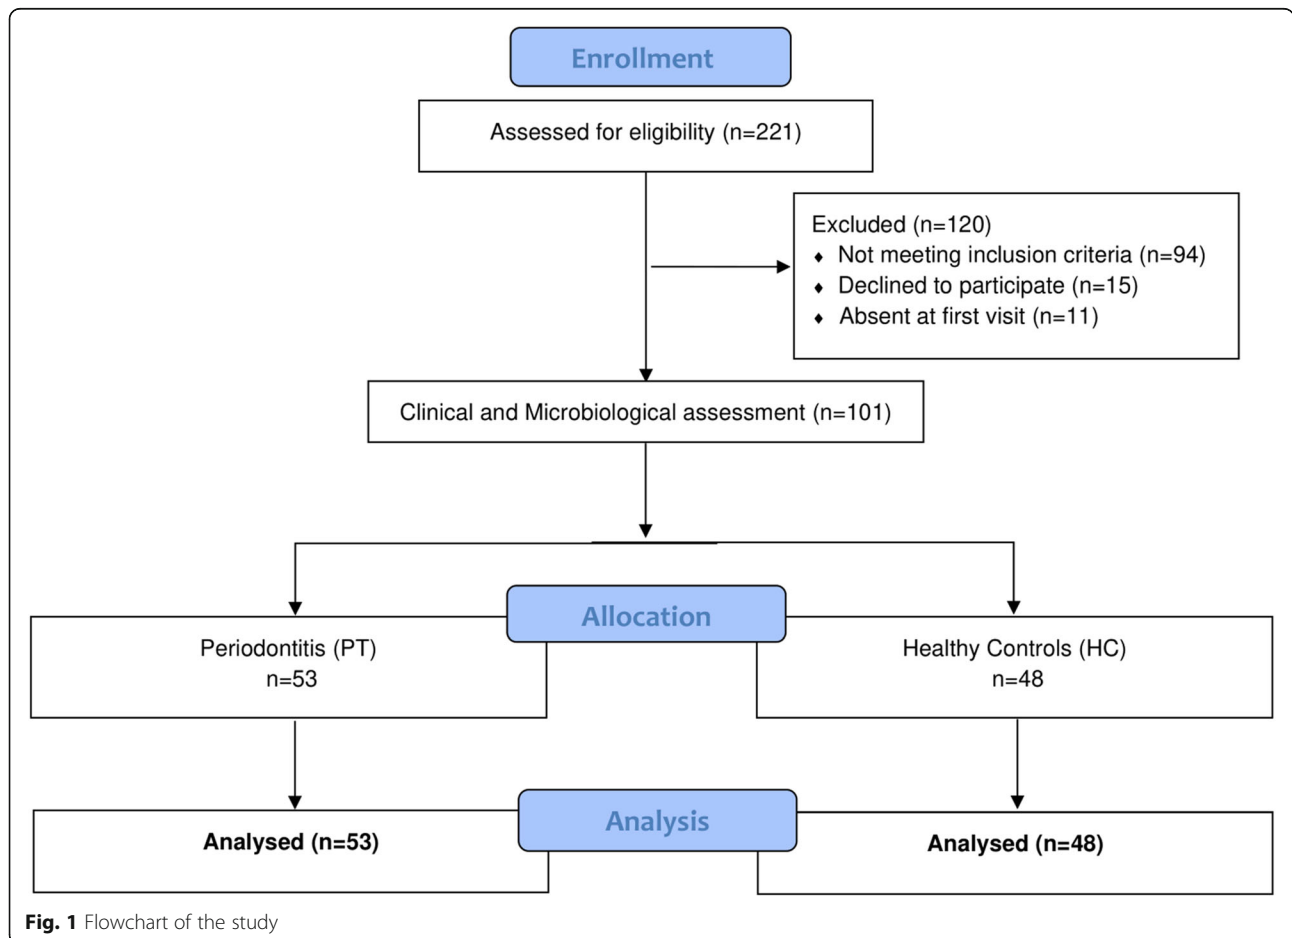 Enrollment
Assessed for eligibility (n=221)
Excluded (n=120)
♦ Not meeting inclusion criteria (n=94)
♦ Declined to participate (n=15)
♦ Absent at first visit (n=11)
Clinical and Microbiological assessment (n=101)
Allocation
Periodontitis (PT)
n=53
Healthy Controls (HC)
n=48
Analysis
Analysed (n=53)
Analysed (n=48)
Fig. 1 Flowchart of the study